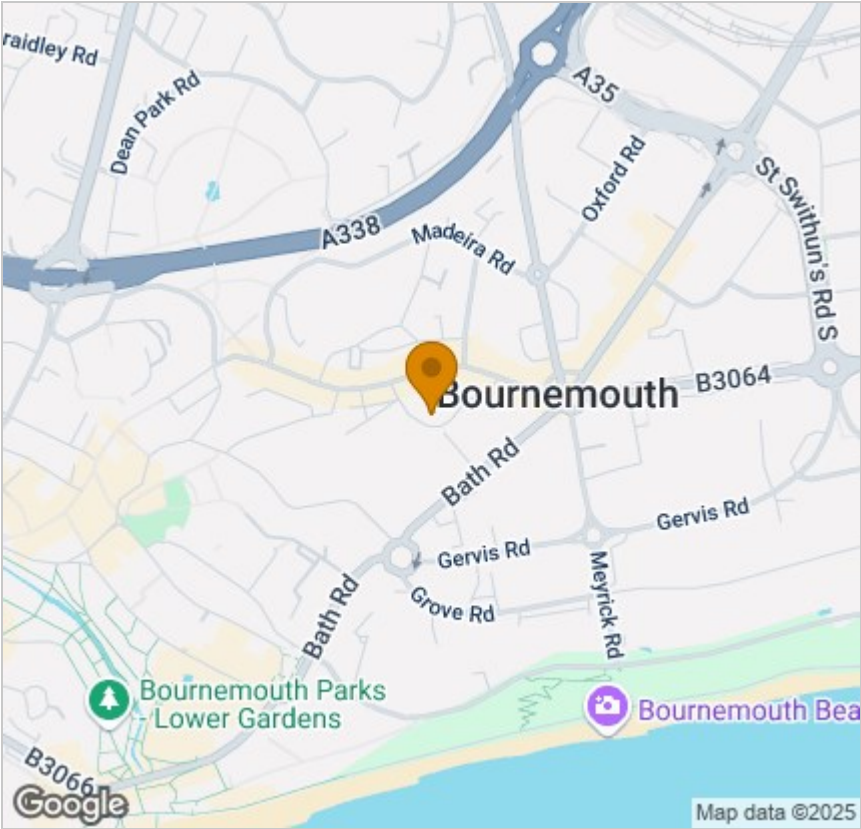 raidley Rd
Dean Park Rd
A35
Oxford Rd
St Swithun's Rd S
A338
Madeira Rd
Bournemouth
B3064
Bath Rd
Gervis Rd
Gervis Rd
Meyrick Rd
Grove Rd
Bath Rd
Bournemouth Parks
- Lower Gardens
Bournemouth Bea
B3066
Google
Map data ©2025